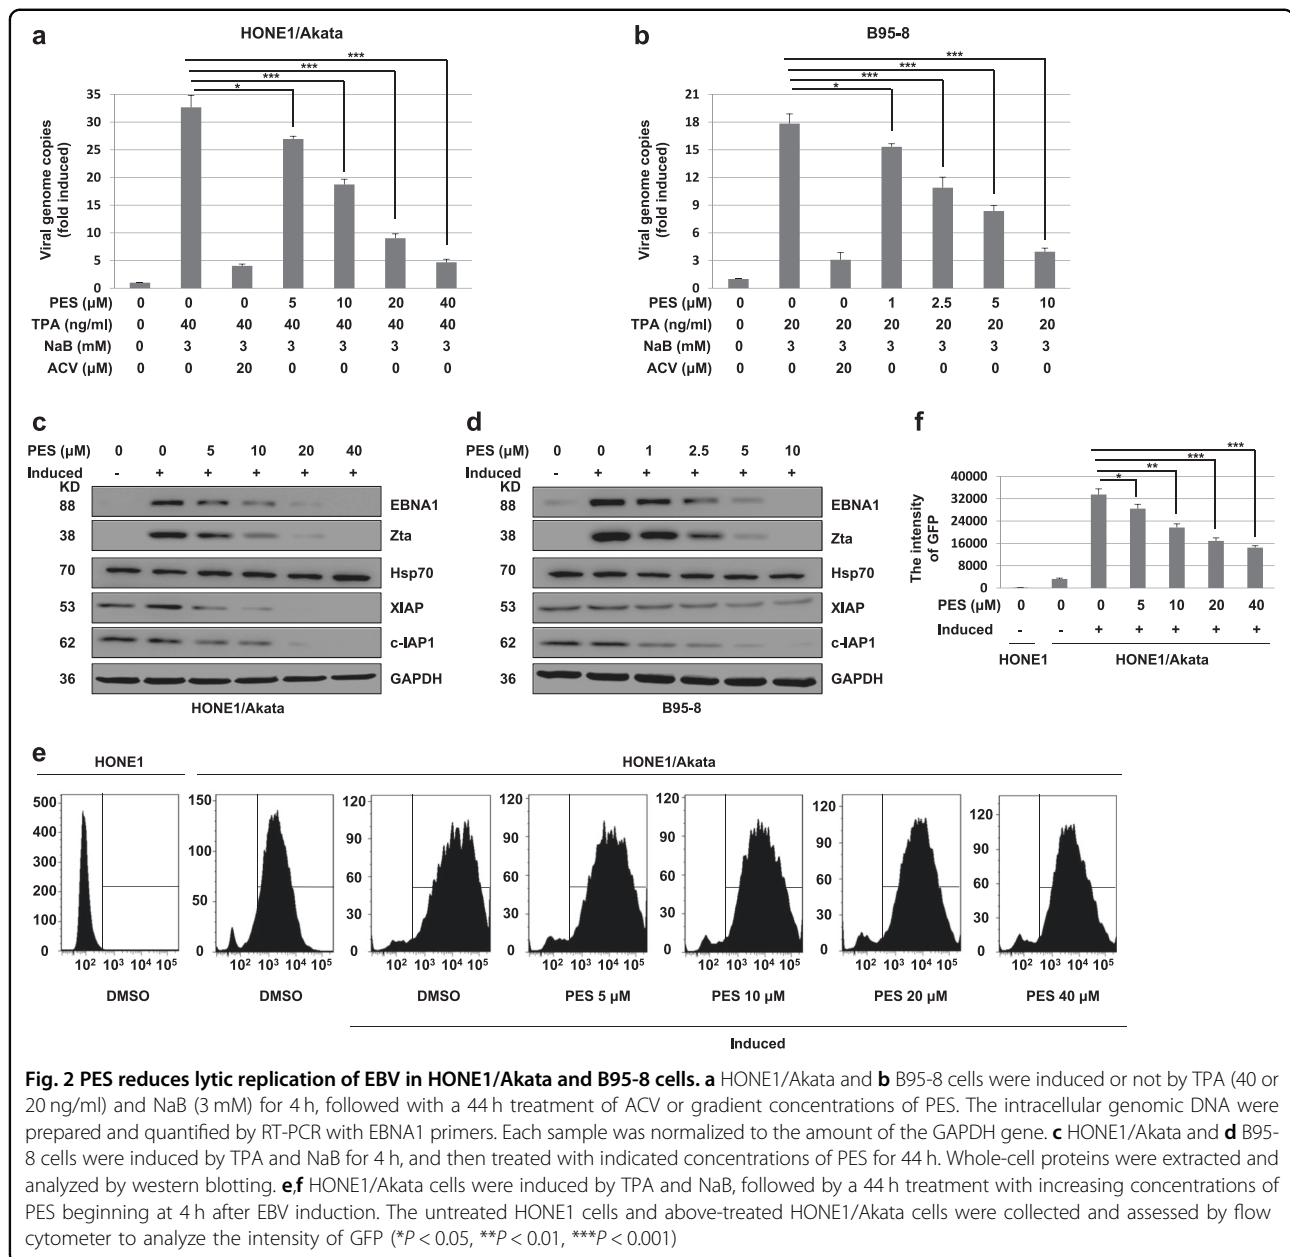 a
HONE1/Akata
***
***
***
*
Viral genome copies
(fold induced)
35
30
25
20
15
10
5
0
PES (µM) 0 0 0 5 10 20 40
TPA (ng/ml) 0 40 40 40 40 40 40
NaB (mM) 0 3 3 3 3 3 3
ACV (µM) 0 0 20 0 0 0 0
b
B95-8
***
***
***
*
Viral genome copies
(fold induced)
21
18
15
12
9
6
3
0
PES (µM) 0 0 0 1 2.5 5 10
TPA (ng/ml) 0 20 20 20 20 20 20
NaB (mM) 0 3 3 3 3 3 3
ACV (µM) 0 0 20 0 0 0 0
c
PES (µM) 0 0 5 10 20 40
Induced - + + + + +
KD
88 EBNA1
38 Zta
70 Hsp70
53 XIAP
62 c-IAP1
36 GAPDH
HONE1/Akata
d
PES (µM) 0 0 1 2.5 5 10
Induced - + + + + +
KD
88 EBNA1
38 Zta
70 Hsp70
53 XIAP
62 c-IAP1
36 GAPDH
B95-8
f
***
***
**
*
The intensity
of GFP
40000
32000
24000
16000
8000
0
PES (µM) 0 0 0 5 10 20 40
Induced - - + + + + +
HONE1 HONE1/Akata
e
HONE1 HONE1/Akata
500
400
300
200
100
0
10² 10³ 10⁴ 10⁵
DMSO
150
100
50
0
10² 10³ 10⁴ 10⁵
DMSO
120
90
60
30
0
10² 10³ 10⁴ 10⁵
DMSO
120
90
60
30
0
10² 10³ 10⁴ 10⁵
PES 5 µM
120
90
60
30
0
10² 10³ 10⁴ 10⁵
PES 10 µM
120
90
60
30
0
10² 10³ 10⁴ 10⁵
PES 20 µM
120
90
60
30
0
10² 10³ 10⁴ 10⁵
PES 40 µM
Induced
Fig. 2 PES reduces lytic replication of EBV in HONE1/Akata and B95-8 cells. a HONE1/Akata and b B95-8 cells were induced or not by TPA (40 or
20 ng/ml) and NaB (3 mM) for 4 h, followed with a 44 h treatment of ACV or gradient concentrations of PES. The intracellular genomic DNA were
prepared and quantified by RT-PCR with EBNA1 primers. Each sample was normalized to the amount of the GAPDH gene. c HONE1/Akata and d B95-
8 cells were induced by TPA and NaB for 4 h, and then treated with indicated concentrations of PES for 44 h. Whole-cell proteins were extracted and
analyzed by western blotting. e,f HONE1/Akata cells were induced by TPA and NaB, followed by a 44 h treatment with increasing concentrations of
PES beginning at 4 h after EBV induction. The untreated HONE1 cells and above-treated HONE1/Akata cells were collected and assessed by flow
cytometer to analyze the intensity of GFP (*P < 0.05, **P < 0.01, ***P < 0.001)